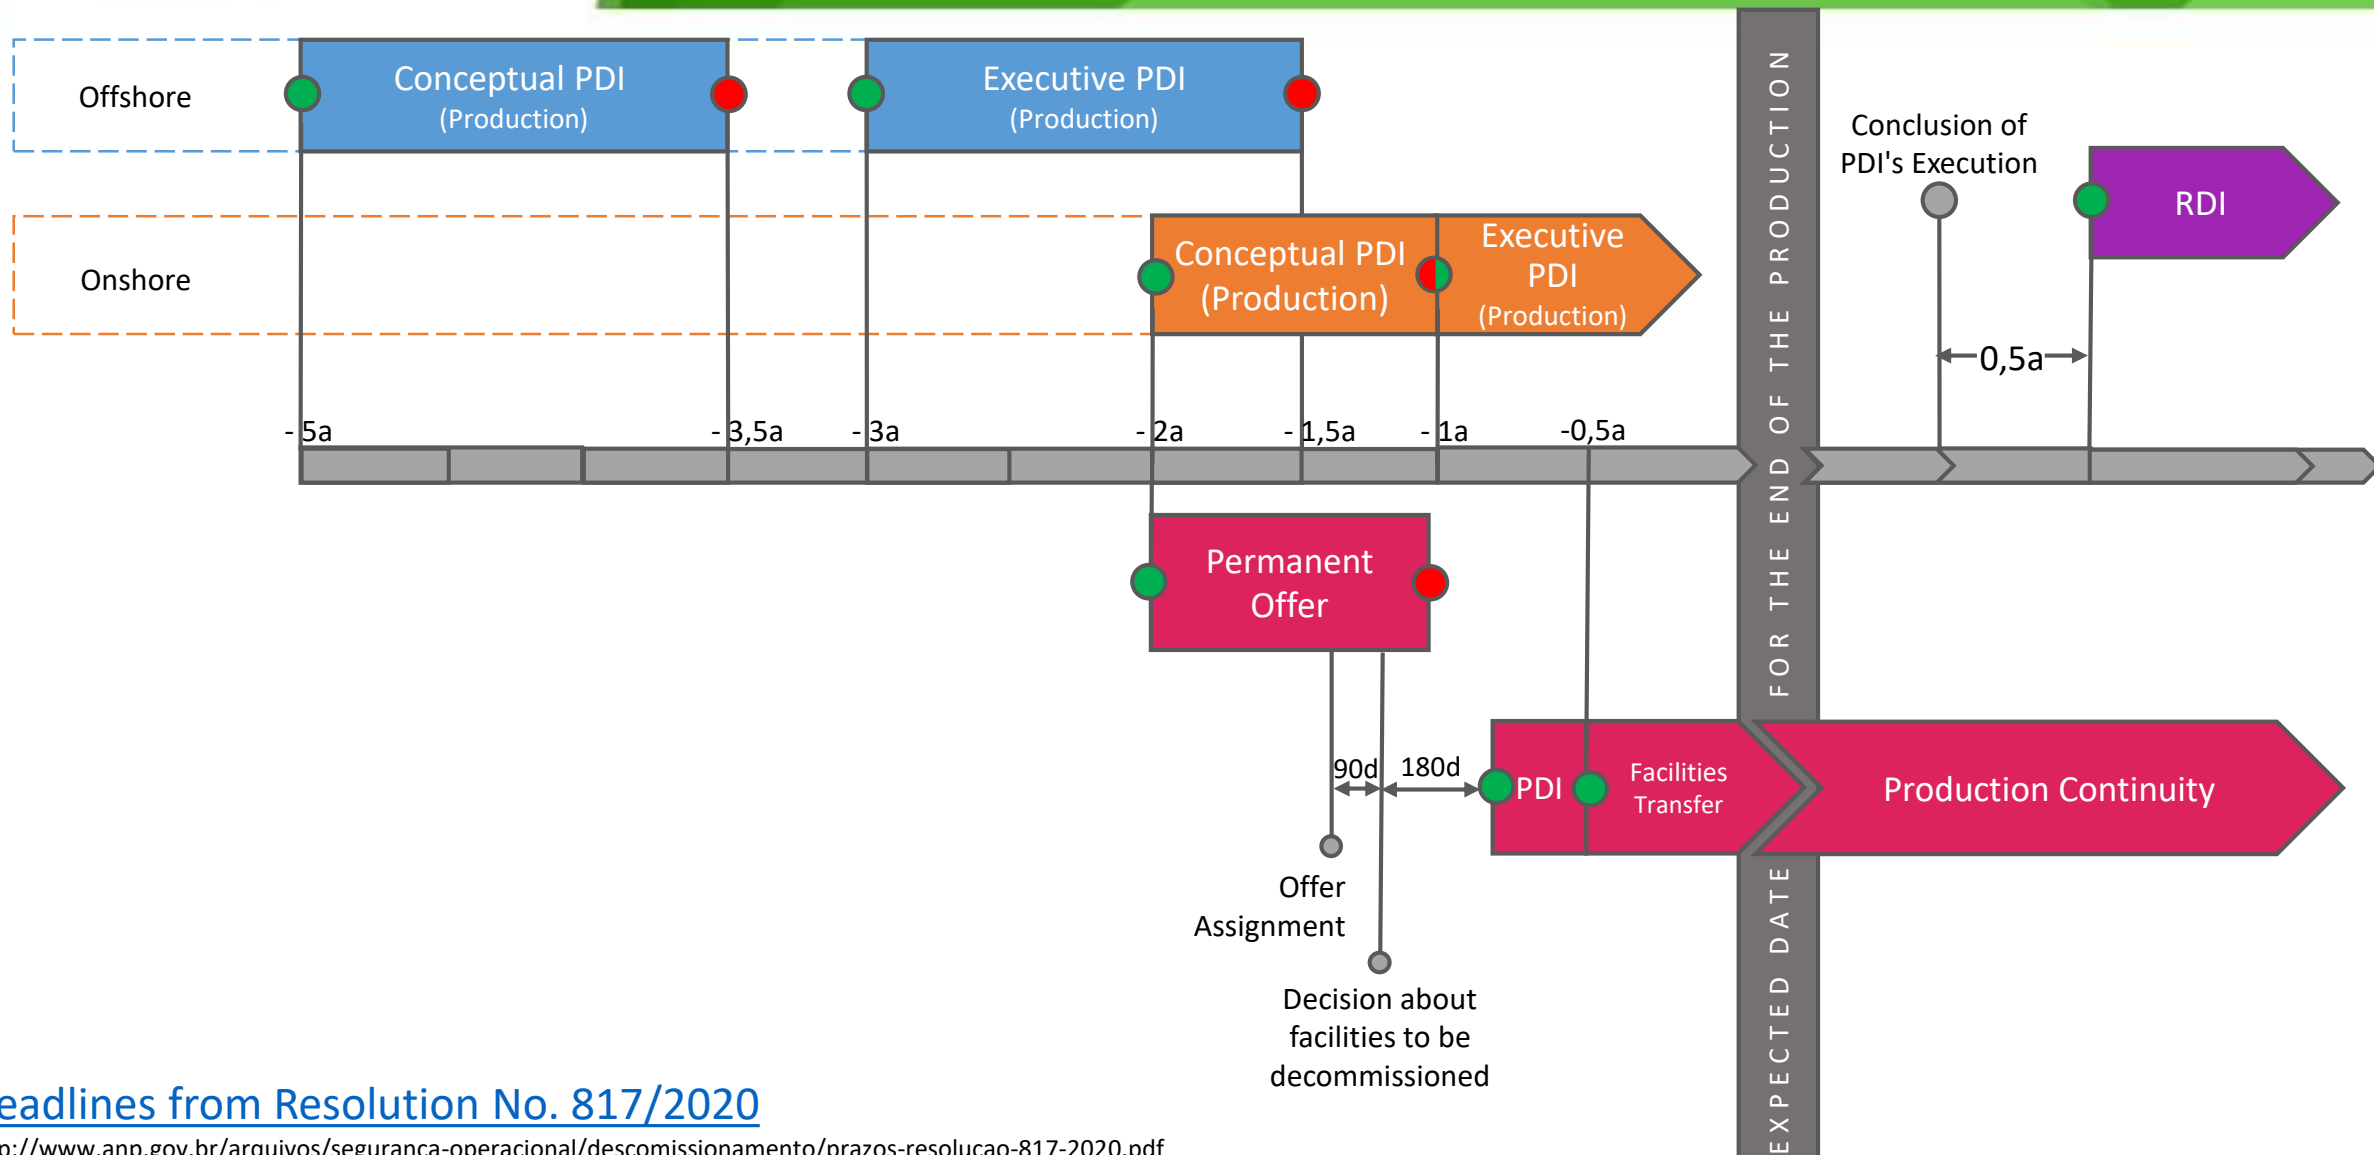 Offshore
Conceptual PDI
(Production)
Executive PDI
(Production)
Conclusion of
PDI's Execution
RDI
Onshore
Conceptual PDI
(Production)
Executive
PDI
(Production)
0,5a
- 5a
- 3,5a
- 3a
- 2a
- 1,5a
- 1a
-0,5a
EXPECTED DATE FOR THE END OF THE PRODUCTION
Permanent
Offer
90d
180d
PDI
Facilities
Transfer
Production Continuity
Offer
Assignment
Decision about
facilities to be
decommissioned
eadlines from Resolution No. 817/2020
p://www.anp.gov.br/arquivos/seguranca-operacional/descomissionamento/prazos-resolucao-817-2020.pdf